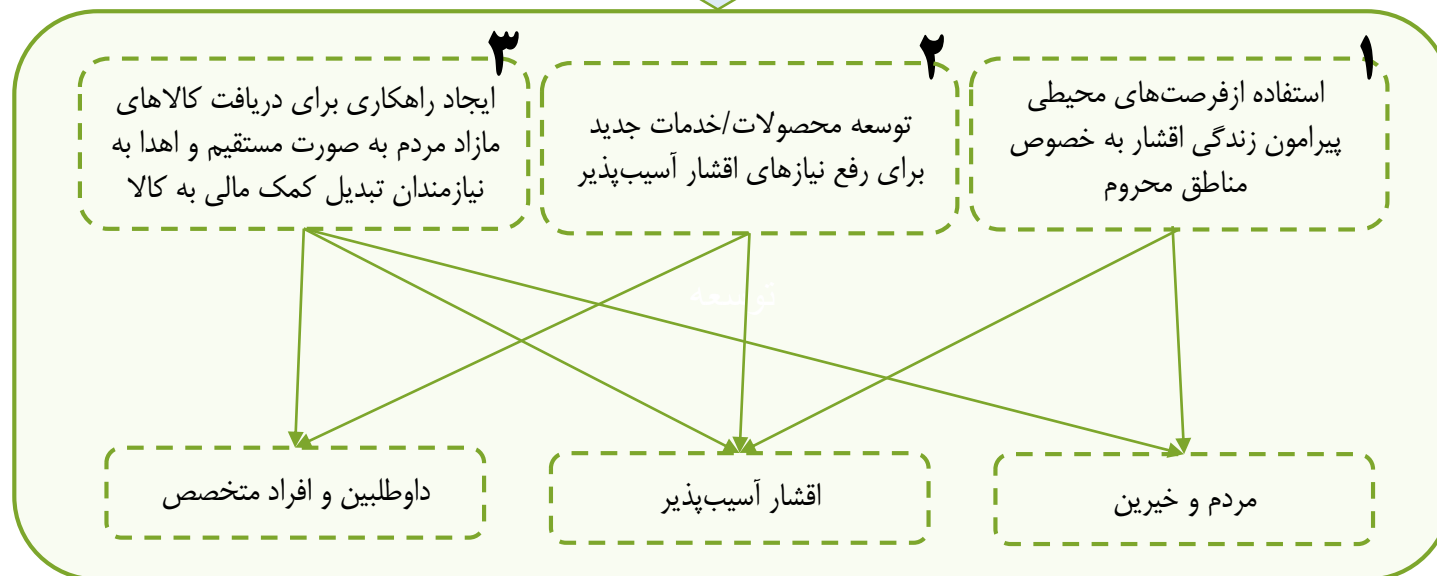 ۱
استفاده ازفرصت‌های محیطی
پیرامون زندگی اقشار به خصوص
مناطق محروم
۲
توسعه محصولات/خدمات جدید
برای رفع نیازهای اقشار آسیب‌پذیر
۳
ایجاد راهکاری برای دریافت کالاهای
مازاد مردم به صورت مستقیم و اهدا به
نیازمندان تبدیل کمک مالی به کالا
توسعه
مردم و خیرین
اقشار آسیب‌پذیر
داوطلبین و افراد متخصص